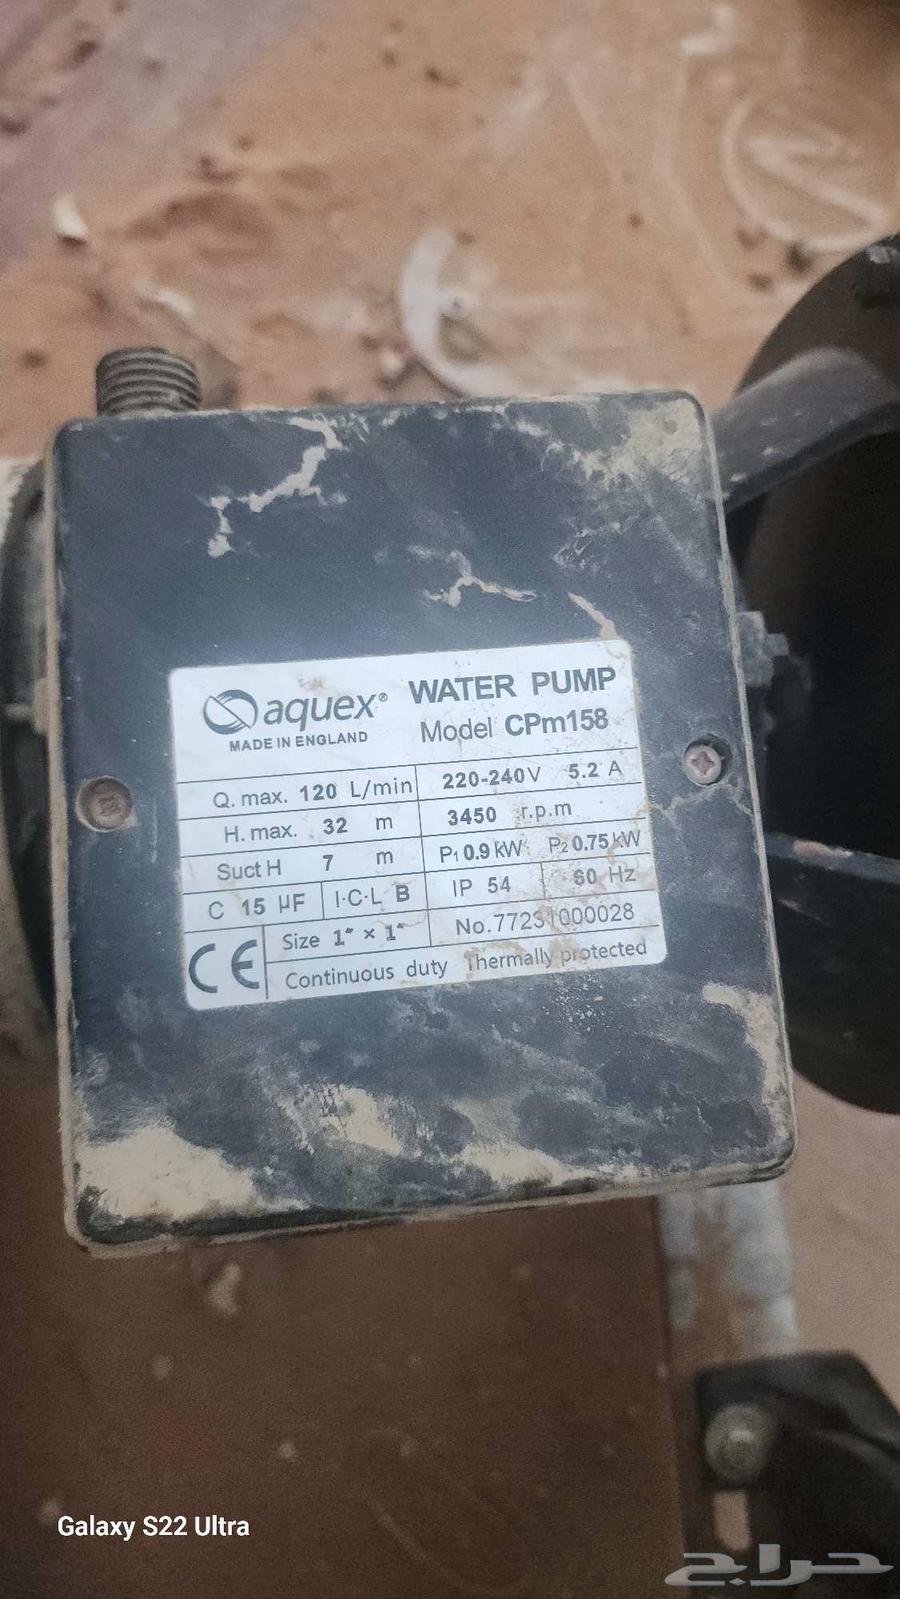 aquex® WATER PUMP
MADE IN ENGLAND Model CPm158
Q. max. 120 L/min 220-240V 5.2 A
H. max. 32 m 3450 r.p.m
Suct H 7 m P1 0.9 kW P2 0.75 kW
C 15 µF I·C·L B IP 54 60 Hz
CE Size 1" × 1" No.77231000028
Continuous duty Thermally protected
Galaxy S22 Ultra
حراج